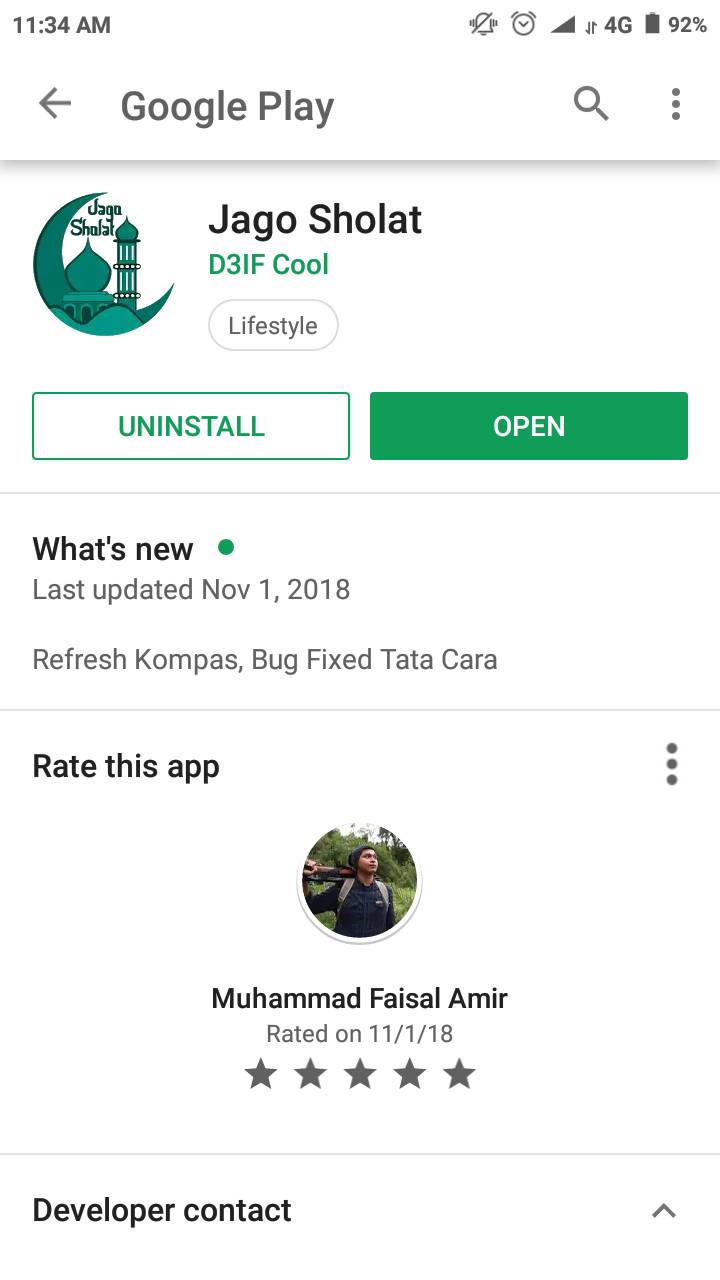 11:34 AM
4G
92%
Google Play
Jago
Sholat
Jago Sholat
D3IF Cool
Lifestyle
UNINSTALL
OPEN
What's new
Last updated Nov 1, 2018
Refresh Kompas, Bug Fixed Tata Cara
Rate this app
Muhammad Faisal Amir
Rated on 11/1/18
Developer contact